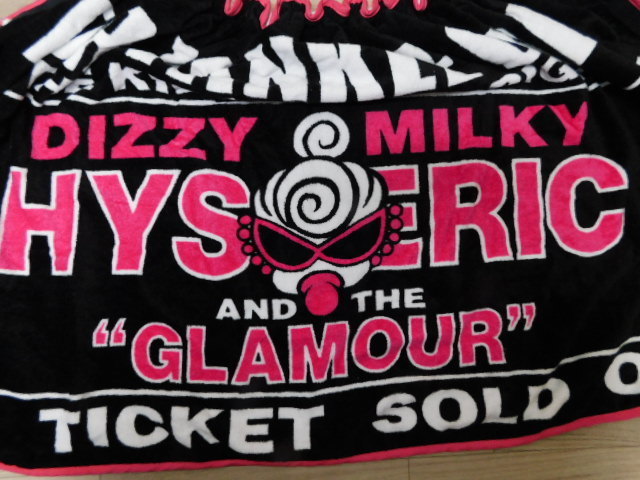 DIZZY MILKY
HYS ERIC
AND THE
"GLAMOUR"
TICKET SOLD O